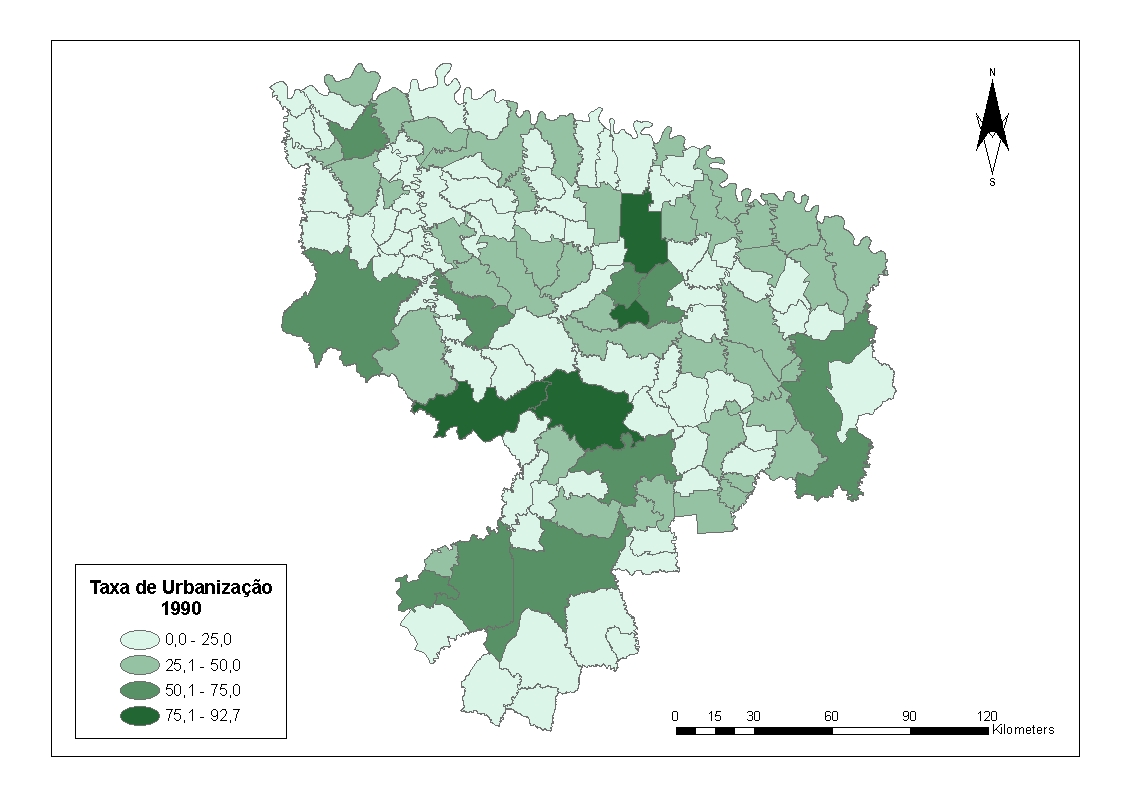 N
S
Taxa de Urbanização
1990
0,0 - 25,0
25,1 - 50,0
50,1 - 75,0
75,1 - 92,7
0 15 30 60 90 120
Kilometers